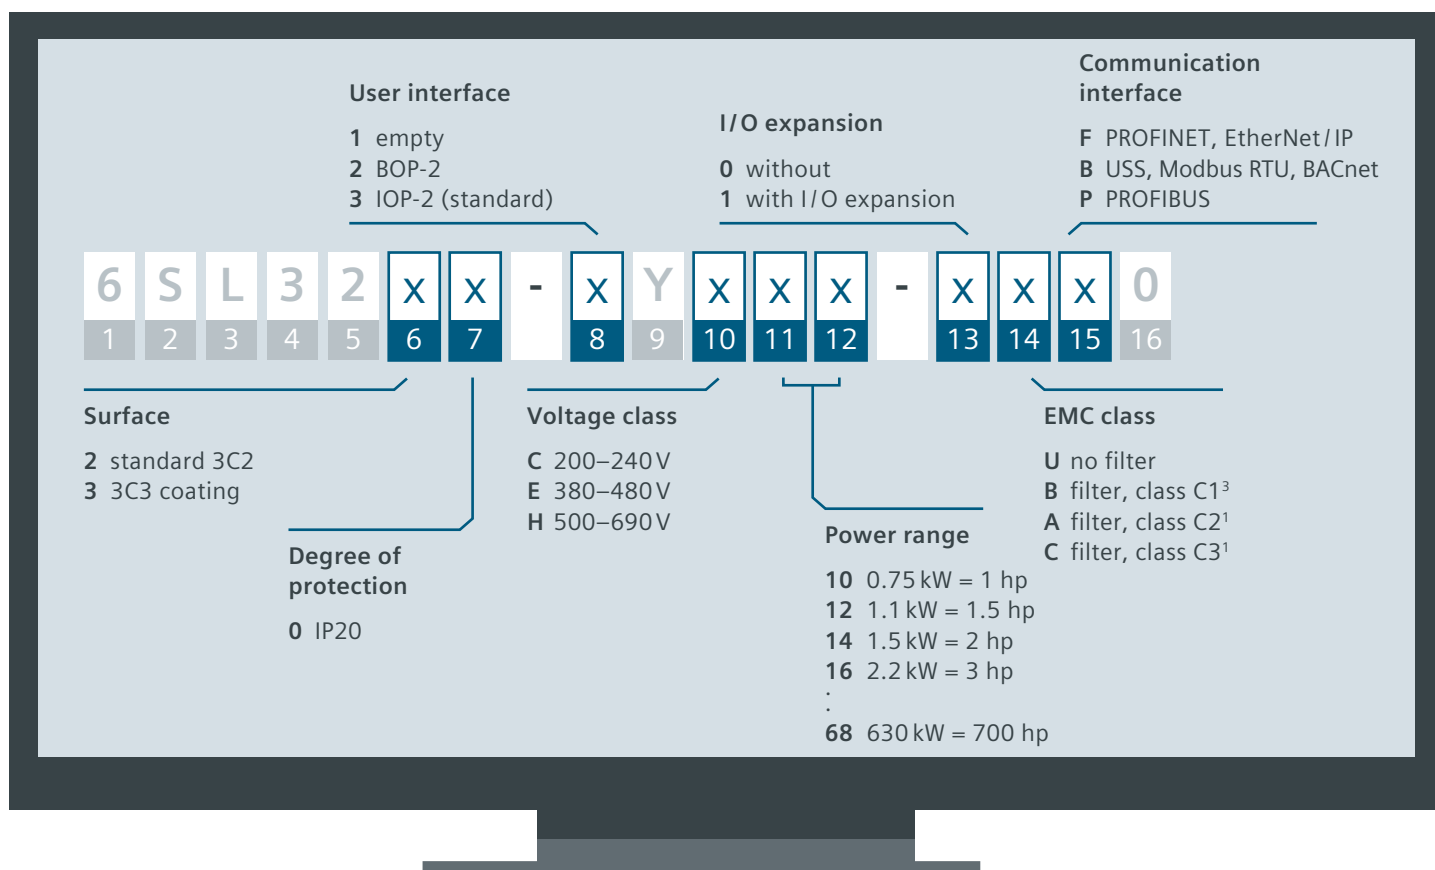 User interface
1 empty
2 BOP-2
3 IOP-2 (standard)
I/O expansion
0 without
1 with I/O expansion
Communication
interface
F PROFINET, EtherNet/IP
B USS, Modbus RTU, BACnet
P PROFIBUS
6 S L 3 2 x x - x Y x x x - x x x 0
1 2 3 4 5 6 7 8 9 10 11 12 13 14 15 16
Surface
2 standard 3C2
3 3C3 coating
Degree of
protection
0 IP20
Voltage class
C 200–240 V
E 380–480 V
H 500–690 V
Power range
10 0.75 kW = 1 hp
12 1.1 kW = 1.5 hp
14 1.5 kW = 2 hp
16 2.2 kW = 3 hp
:
68 630 kW = 700 hp
EMC class
U no filter
B filter, class C1³
A filter, class C2¹
C filter, class C3¹